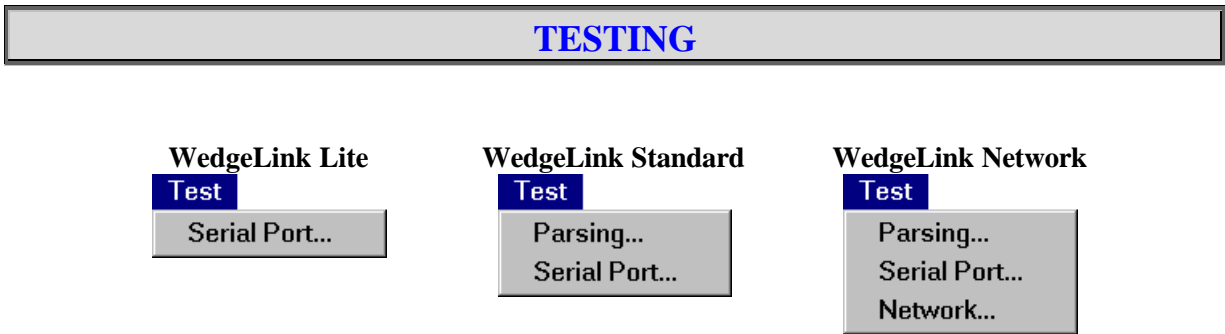 TESTING
WedgeLink Lite
Test
Serial Port...
WedgeLink Standard
Test
Parsing...
Serial Port...
WedgeLink Network
Test
Parsing...
Serial Port...
Network...